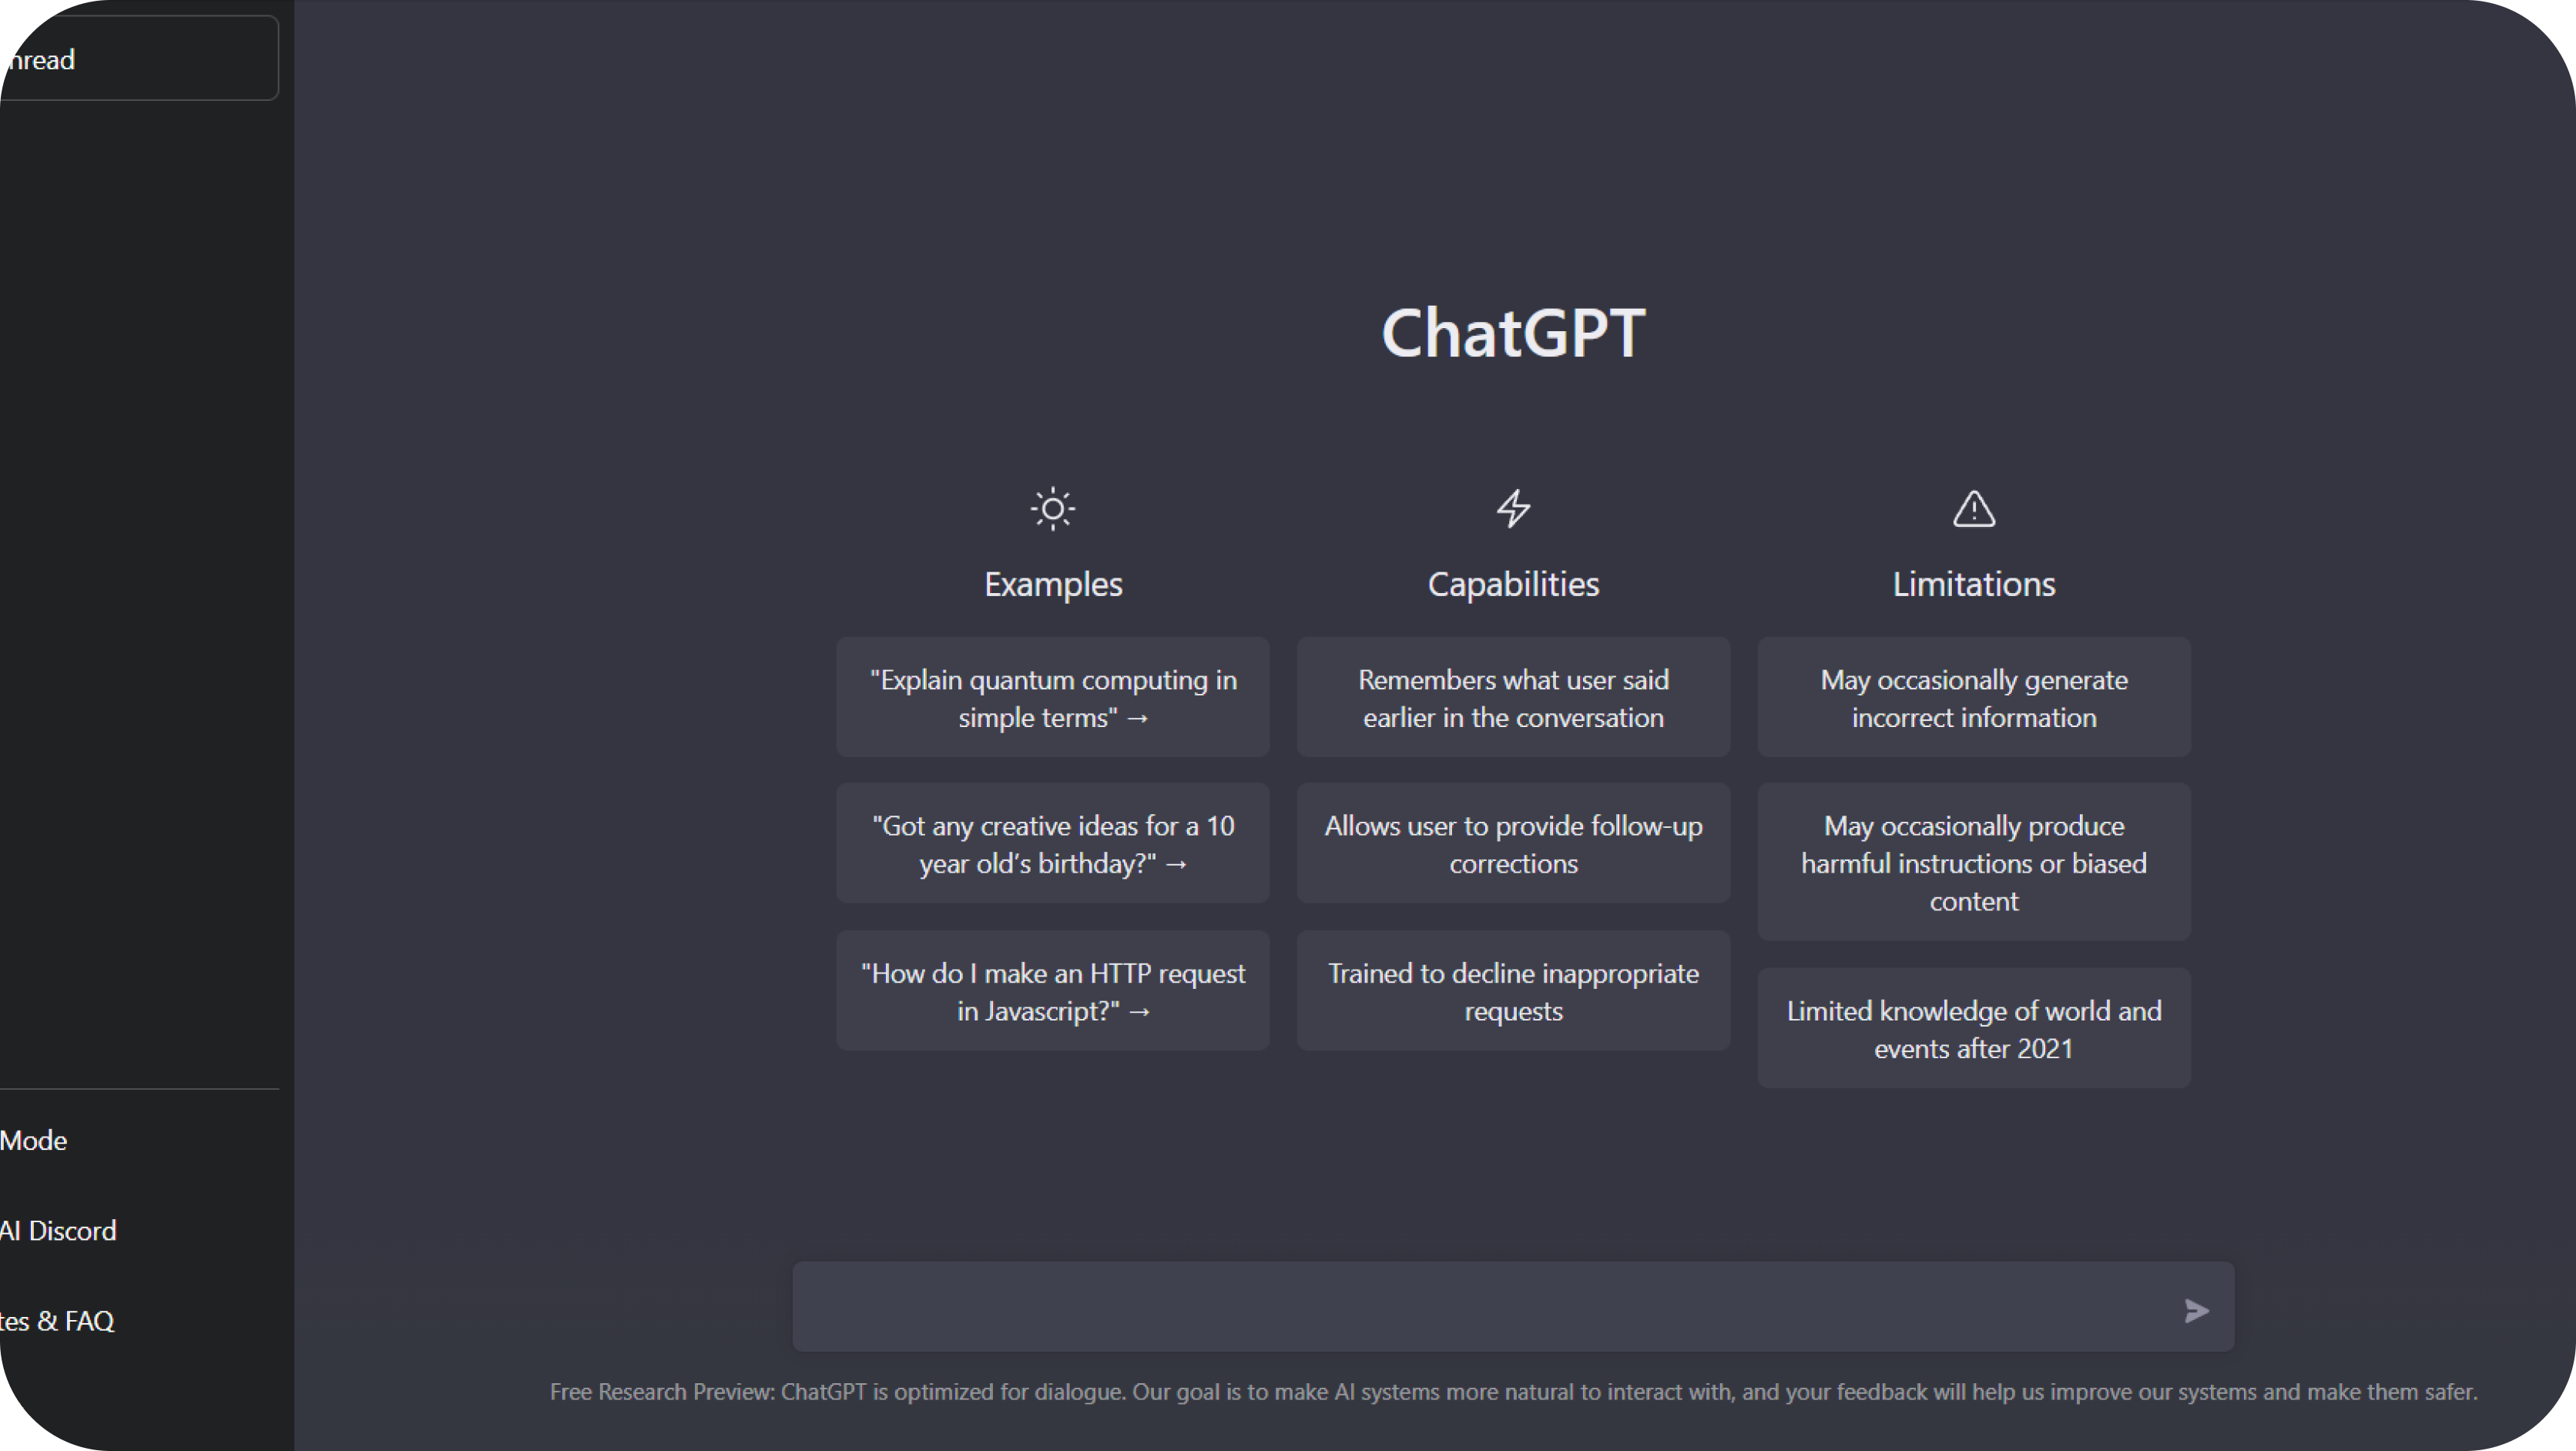 ChatGPT
Examples
"Explain quantum computing in
simple terms" →
"Got any creative ideas for a 10
year old’s birthday?" →
"How do I make an HTTP request
in Javascript?" →
Capabilities
Remembers what user said
earlier in the conversation
Allows user to provide follow-up
corrections
Trained to decline inappropriate
requests
Limitations
May occasionally generate
incorrect information
May occasionally produce
harmful instructions or biased
content
Limited knowledge of world and
events after 2021
Mode
AI Discord
& FAQ
Free Research Preview: ChatGPT is optimized for dialogue. Our goal is to make AI systems more natural to interact with, and your feedback will help us improve our systems and make them safer.